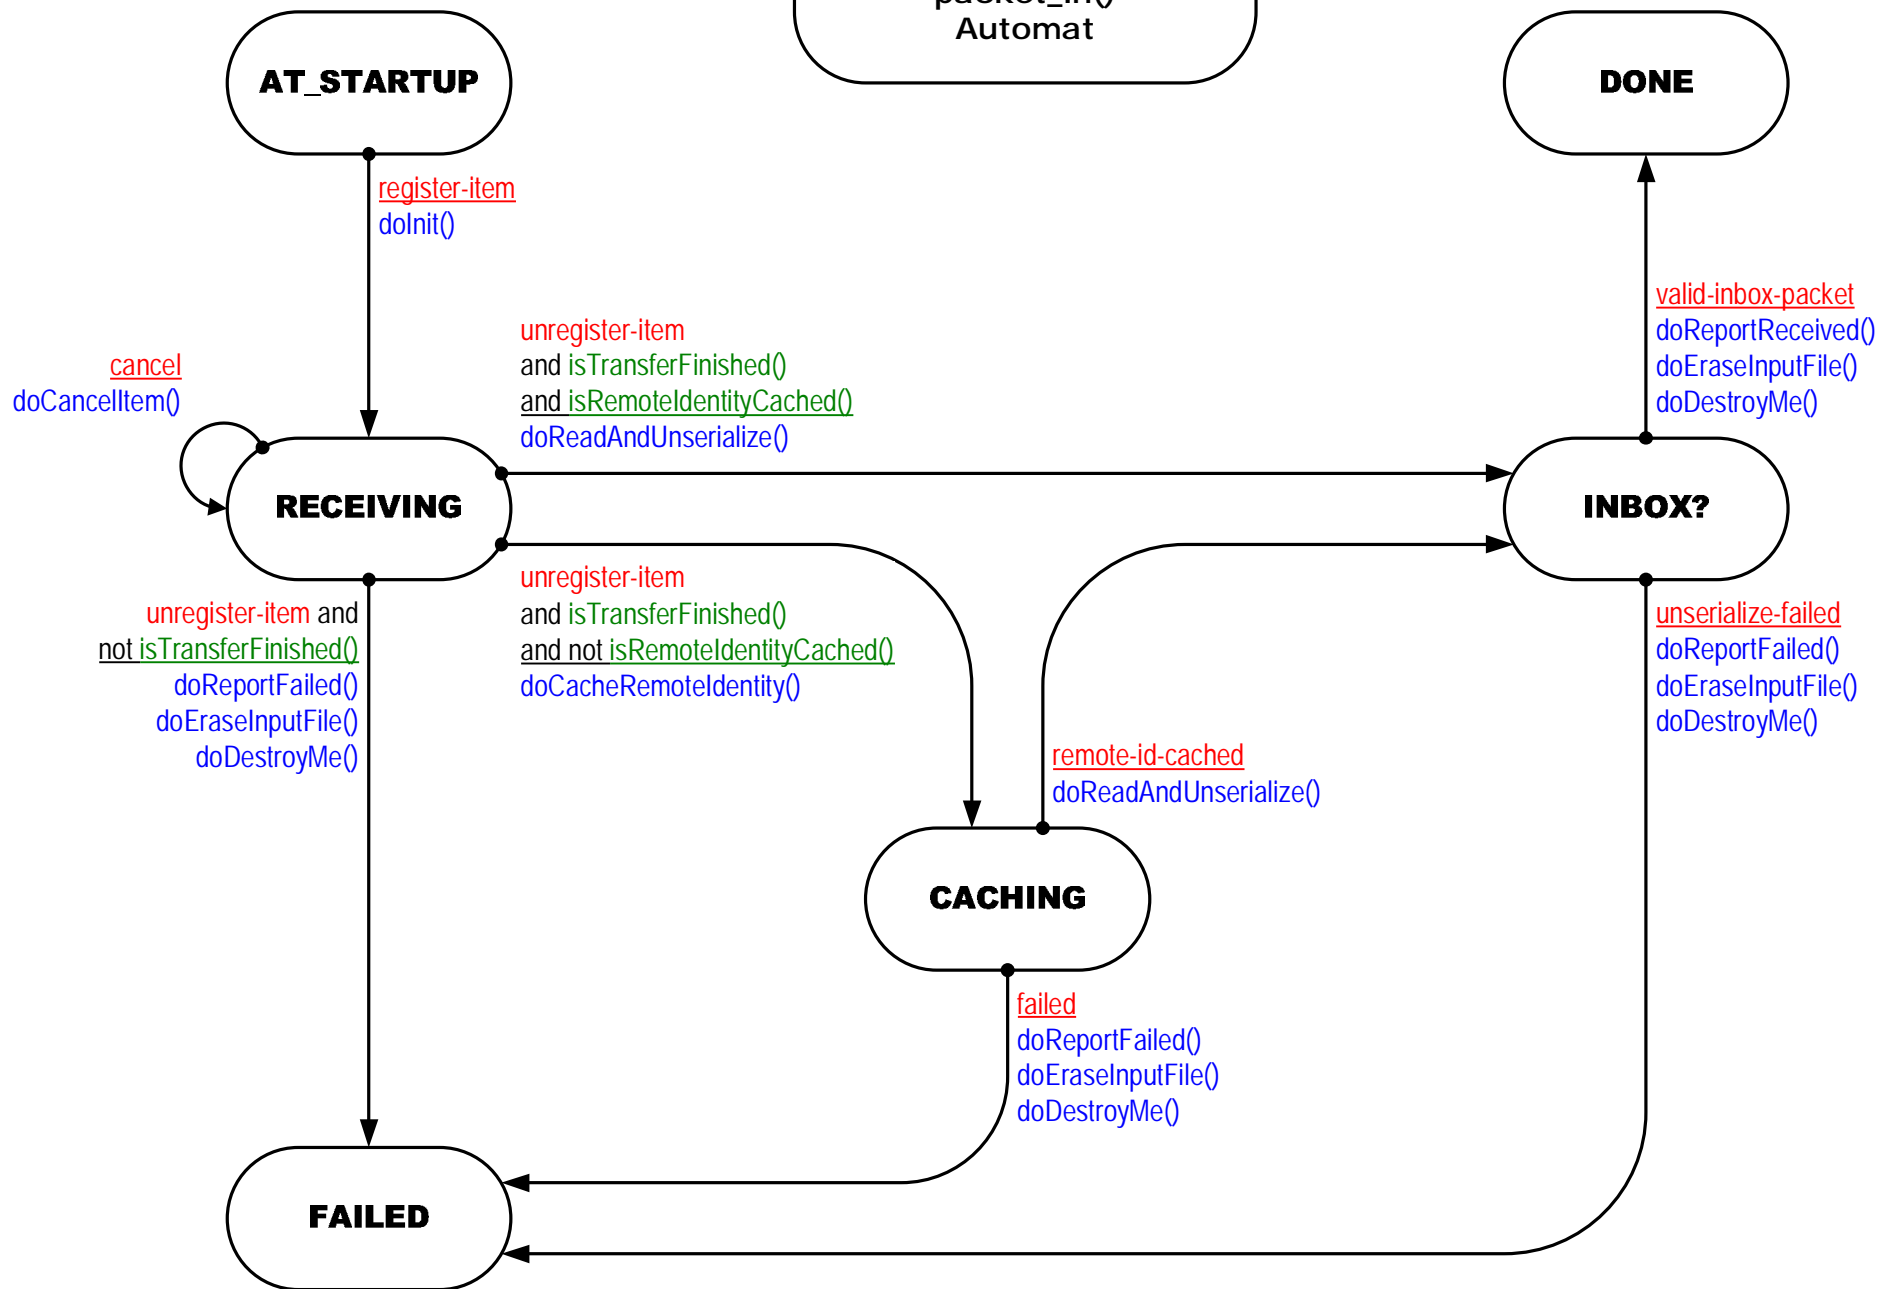 packet_in()
Automat
AT_STARTUP
DONE
register-item
doInit()
valid-inbox-packet
doReportReceived()
doEraseInputFile()
doDestroyMe()
cancel
doCancelItem()
unregister-item
and isTransferFinished()
and isRemoteIdentityCached()
doReadAndUnserialize()
RECEIVING
INBOX?
unregister-item and
not isTransferFinished()
doReportFailed()
doEraseInputFile()
doDestroyMe()
unregister-item
and isTransferFinished()
and not isRemoteIdentityCached()
doCacheRemoteIdentity()
unserialize-failed
doReportFailed()
doEraseInputFile()
doDestroyMe()
remote-id-cached
doReadAndUnserialize()
CACHING
failed
doReportFailed()
doEraseInputFile()
doDestroyMe()
FAILED